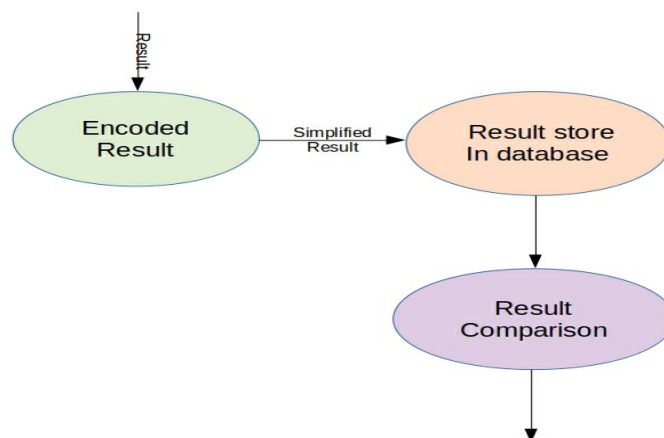 Result
Encoded
Result
Simplified
Result
Result store
In database
Result
Comparison